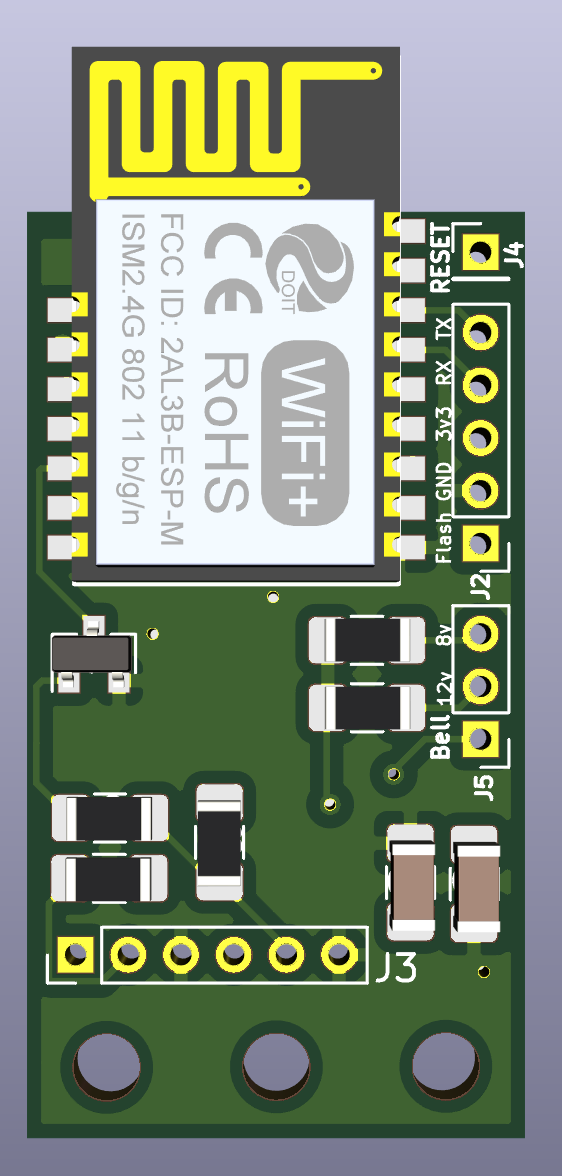 ISM2.4G 802 11 b/g/n
FCC ID: 2AL3B-ESP-M
CE
RoHS
DOIT
WiFi+
RESET
J4
TX
RX
3v3
GND
Flash
J2
8v
12v
Bell
J5
J3